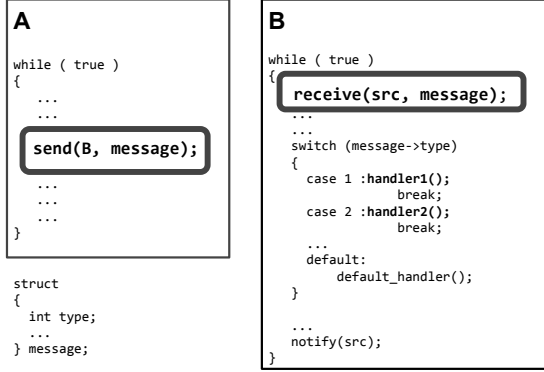 A
while ( true )
{
...
...
send(B, message);
...
...
...
}
struct
{
int type;
...
} message;
B
while ( true )
{
receive(src, message);
...
...
switch (message->type)
{
case 1 :handler1();
break;
case 2 :handler2();
break;
...
default:
default_handler();
}
...
notify(src);
}